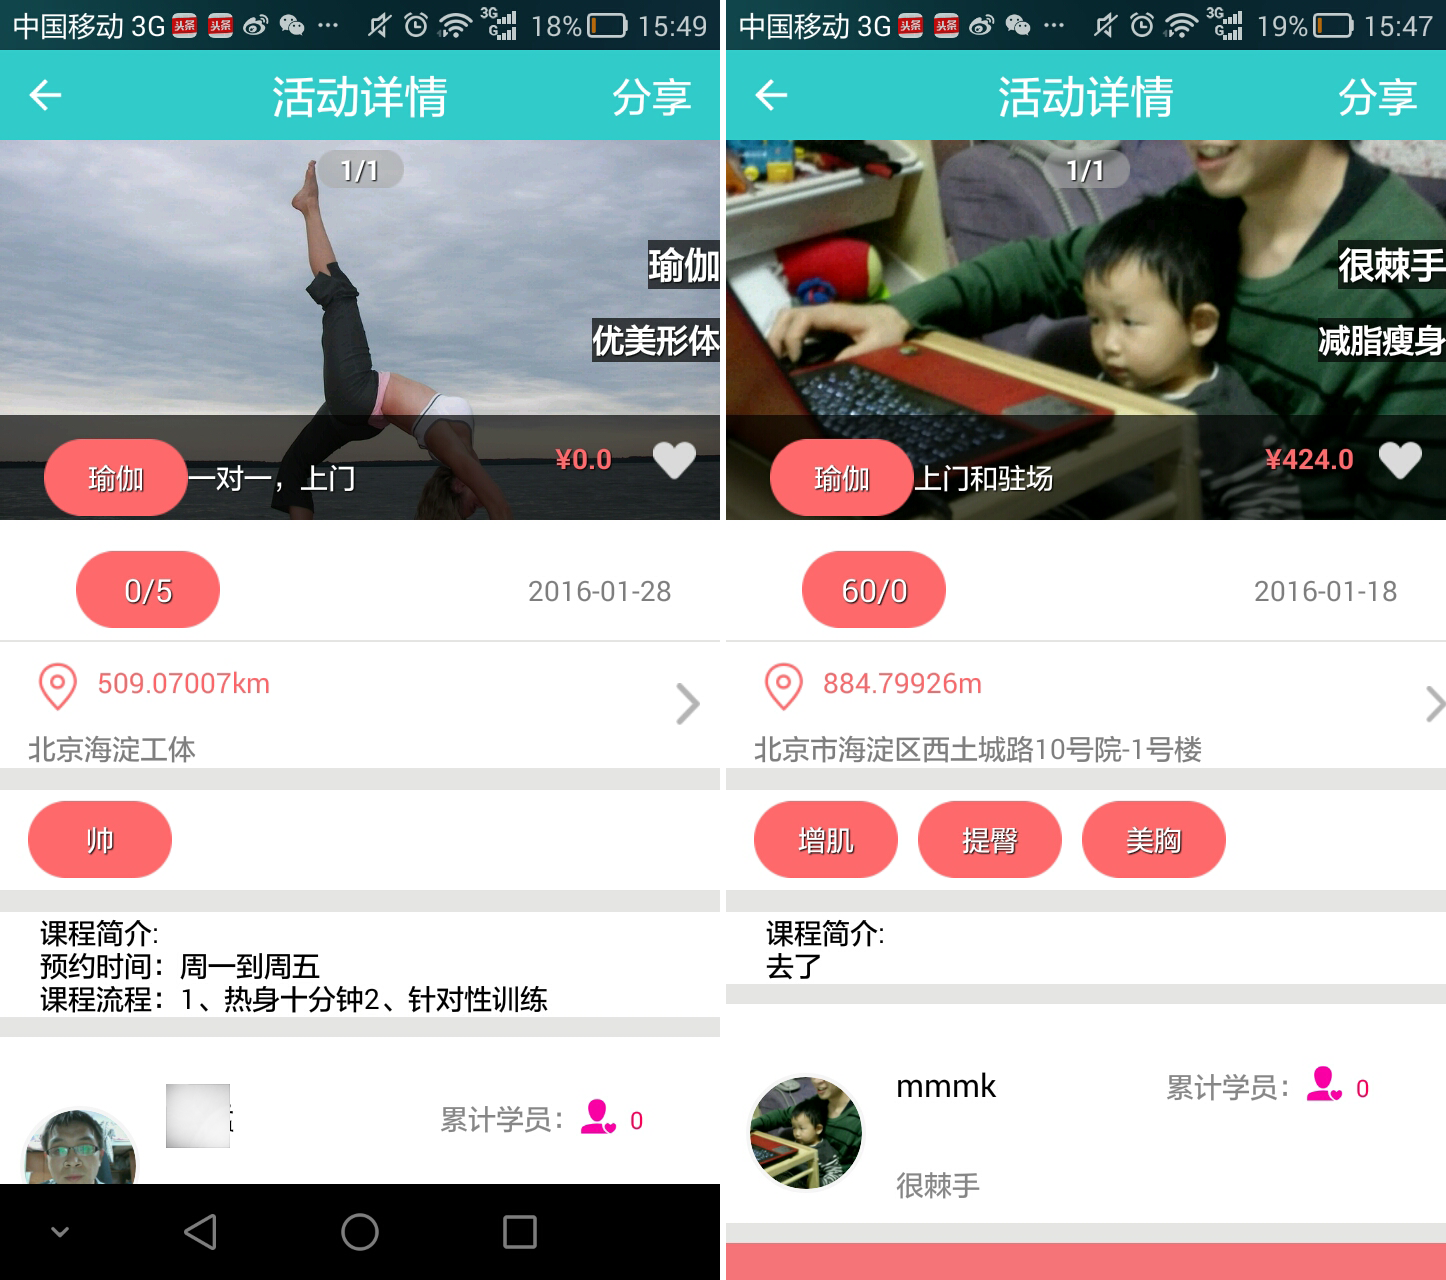 中国移动 3G 头条 头条 3G G 18% 15:49
活动详情 分享
1/1
瑜伽
优美形体
瑜伽 一对一，上门 ¥0.0
0/5 2016-01-28
509.07007km
北京海淀工体
帅
课程简介:
预约时间：周一到周五
课程流程：1、热身十分钟2、针对性训练
累计学员： 0
中国移动 3G 头条 头条 3G G 19% 15:47
活动详情 分享
1/1
很棘手
减脂瘦身
瑜伽 上门和驻场 ¥424.0
60/0 2016-01-18
884.79926m
北京市海淀区西土城路10号院-1号楼
增肌 提臀 美胸
课程简介:
去了
mmmk 累计学员： 0
很棘手